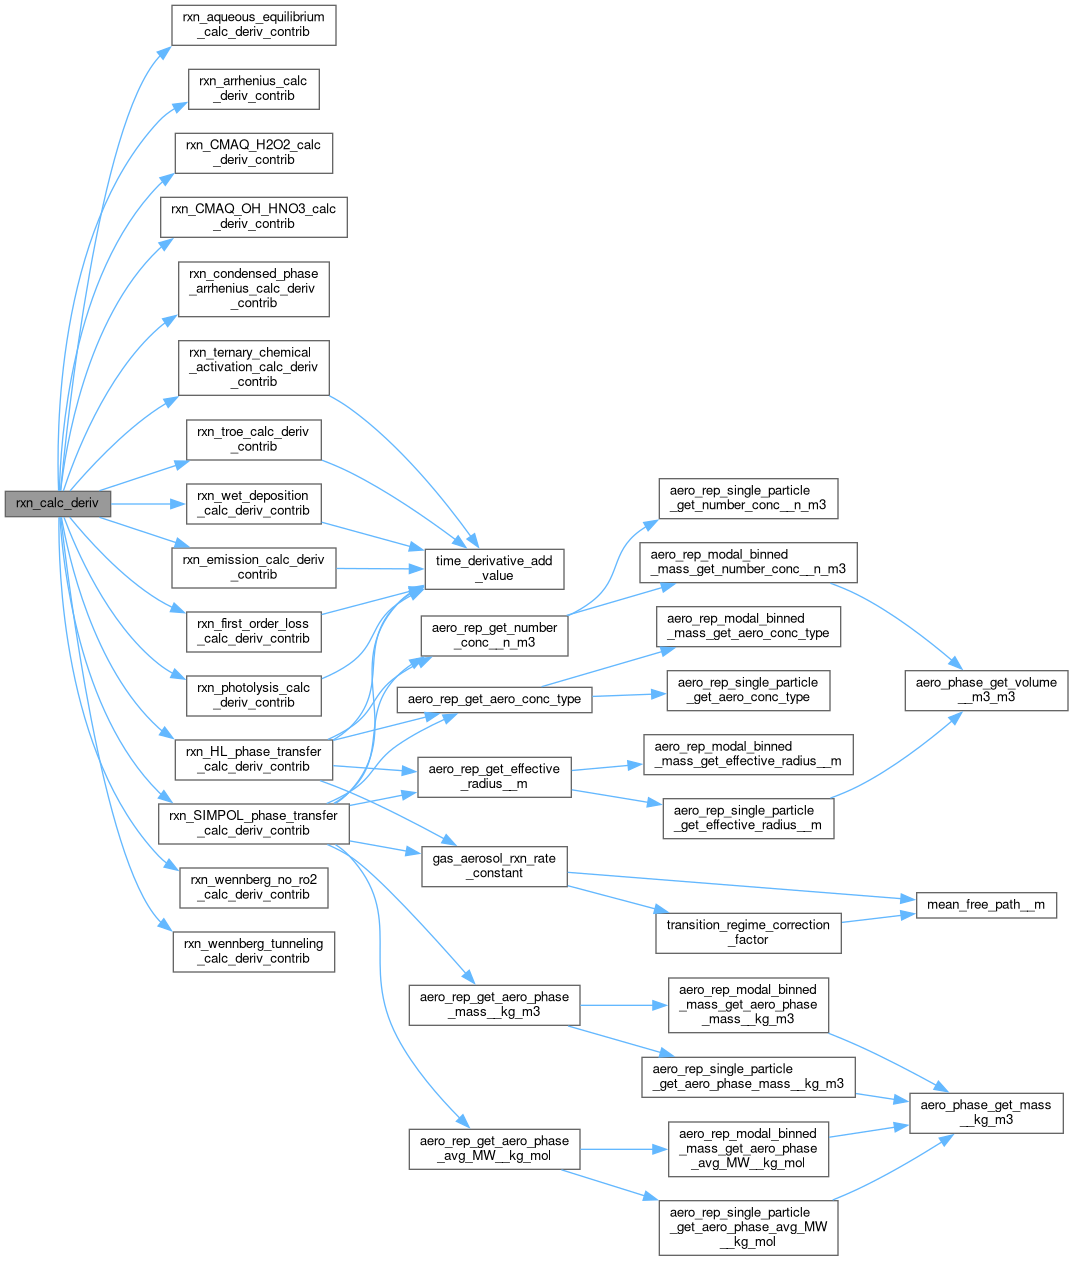 rxn_calc_deriv
rxn_aqueous_equilibrium
_calc_deriv_contrib
rxn_arrhenius_calc
_deriv_contrib
rxn_CMAQ_H2O2_calc
_deriv_contrib
rxn_CMAQ_OH_HNO3_calc
_deriv_contrib
rxn_condensed_phase
_arrhenius_calc_deriv
_contrib
rxn_ternary_chemical
_activation_calc_deriv
_contrib
rxn_troe_calc_deriv
_contrib
rxn_wet_deposition
_calc_deriv_contrib
rxn_emission_calc_deriv
_contrib
rxn_first_order_loss
_calc_deriv_contrib
rxn_photolysis_calc
_deriv_contrib
rxn_HL_phase_transfer
_calc_deriv_contrib
rxn_SIMPOL_phase_transfer
_calc_deriv_contrib
rxn_wennberg_no_ro2
_calc_deriv_contrib
rxn_wennberg_tunneling
_calc_deriv_contrib
time_derivative_add
_value
aero_rep_get_number
_conc__n_m3
aero_rep_get_aero_conc_type
aero_rep_get_effective
_radius__m
gas_aerosol_rxn_rate
_constant
aero_rep_get_aero_phase
_mass__kg_m3
aero_rep_get_aero_phase
_avg_MW__kg_mol
aero_rep_single_particle
_get_number_conc__n_m3
aero_rep_modal_binned
_mass_get_number_conc__n_m3
aero_rep_modal_binned
_mass_get_aero_conc_type
aero_rep_single_particle
_get_aero_conc_type
aero_rep_modal_binned
_mass_get_effective_radius__m
aero_rep_single_particle
_get_effective_radius__m
transition_regime_correction
_factor
aero_rep_modal_binned
_mass_get_aero_phase
_mass__kg_m3
aero_rep_single_particle
_get_aero_phase_mass__kg_m3
aero_rep_modal_binned
_mass_get_aero_phase
_avg_MW__kg_mol
aero_rep_single_particle
_get_aero_phase_avg_MW
__kg_mol
aero_phase_get_volume
__m3_m3
mean_free_path__m
aero_phase_get_mass
__kg_m3